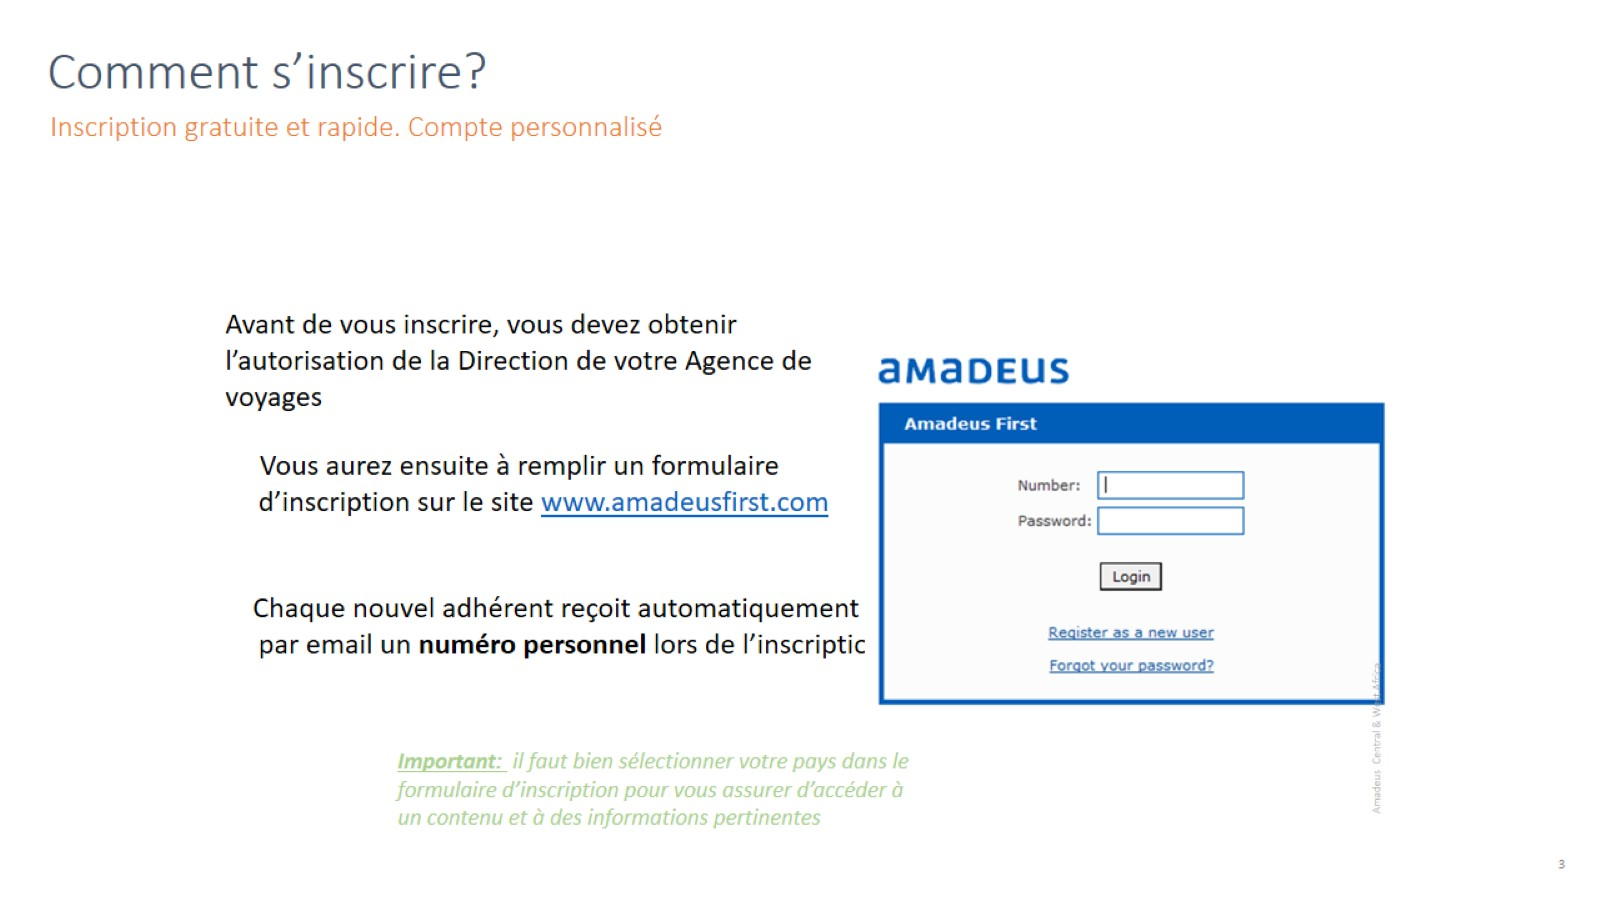 Comment s’inscrire?
Inscription gratuite et rapide. Compte personnalisé
Avant de vous inscrire, vous devez obtenir
l’autorisation de la Direction de votre Agence de
voyages
Vous aurez ensuite à remplir un formulaire
d’inscription sur le site www.amadeusfirst.com
Chaque nouvel adhérent reçoit automatiquement
par email un numéro personnel lors de l’inscriptic
amadeus
Amadeus First
Number:
Password:
Login
Register as a new user
Forgot your password?
Important: il faut bien sélectionner votre pays dans le
formulaire d’inscription pour vous assurer d’accéder à
un contenu et à des informations pertinentes
Amadeus Central & West Africa
3